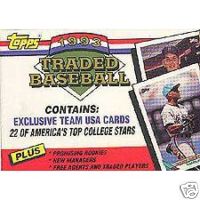 Topps
1993
TRADED
BASEBALL
CONTAINS:
EXCLUSIVE TEAM USA CARDS
22 OF AMERICA'S TOP COLLEGE STARS
PLUS
• PROMISING ROOKIES
• NEW MANAGERS
• FREE AGENTS AND TRADED PLAYERS